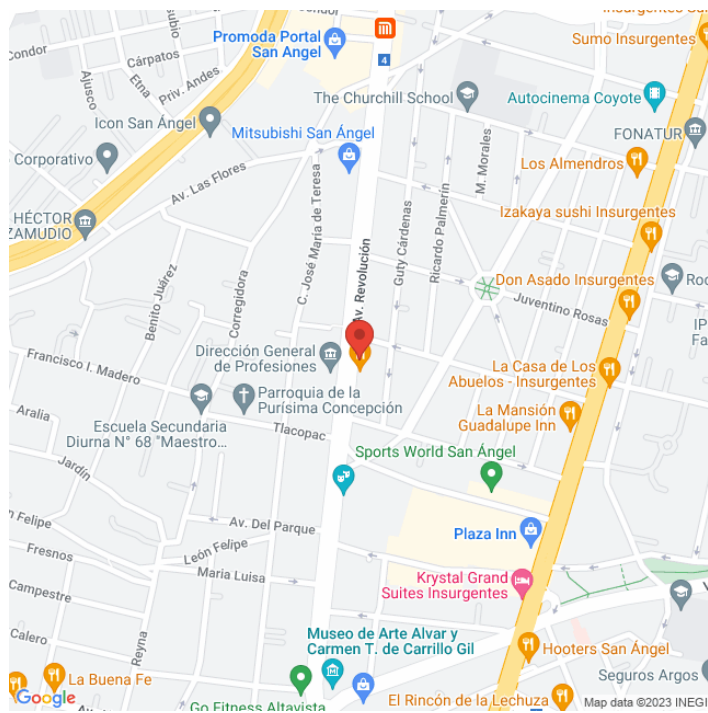 Insurgentes Su
Condor
Condor
Cárpatos
Etna
Ajusco
Priv. Andes
Promoda Portal
San Angel
4
Sumo Insurgentes
The Churchill School
Autocinema Coyote
Icon San Ángel
Mitsubishi San Ángel
FONATUR
Corporativo
Av. Las Flores
C. José María de Teresa
M. Morales
Los Almendros
HÉCTOR
ZAMUDIO
Guty Cárdenas
Ricardo Palmerín
Izakaya sushi Insurgentes
Av. Revolución
Benito Juárez
Corregidora
Don Asado Insurgentes
Roc
Juventino Rosas
IP
Fa
Francisco I. Madero
Dirección General
de Profesiones
La Casa de Los
Abuelos - Insurgentes
Parroquia de la
Purísima Concepción
Aralia
Escuela Secundaria
Diurna N° 68 "Maestro...
Tlacopac
La Mansión
Guadalupe Inn
Jardín
Sports World San Ángel
n Felipe
Av. Del Parque
Plaza Inn
Fresnos
León Felipe
Maria Luisa
Krystal Grand
Suites Insurgentes
Campestre
Calero
Reyna
Museo de Arte Alvar y
Carmen T. de Carrillo Gil
Hooters San Ángel
La Buena Fe
Seguros Argos
Google
Go Fitness Altavista
El Rincón de la Lechuza
Map data ©2023 INEGI